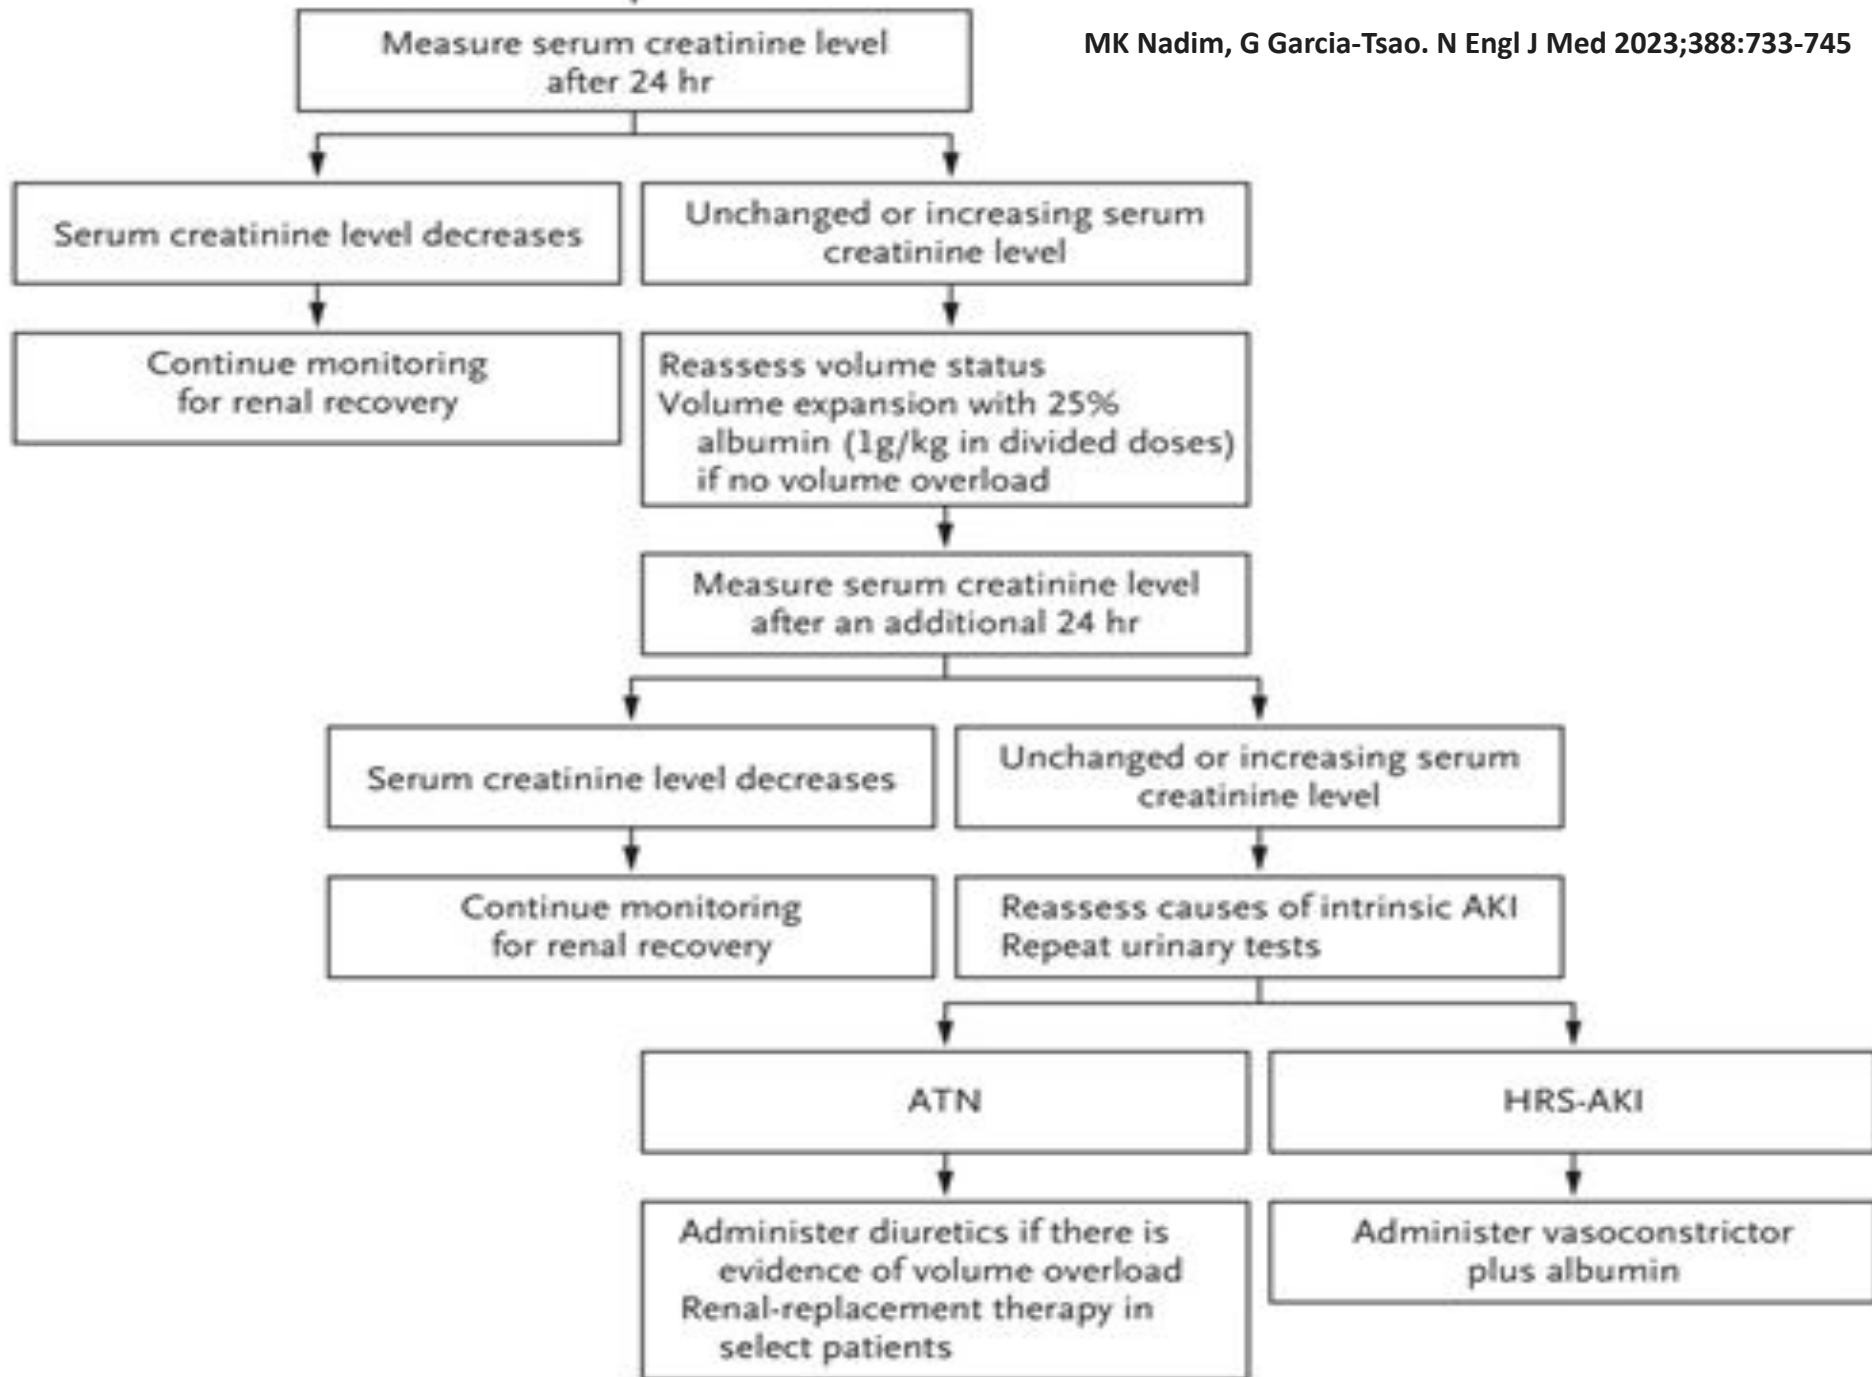 MK Nadim, G Garcia-Tsao. N Engl J Med 2023;388:733-745
Measure serum creatinine level
after 24 hr
Serum creatinine level decreases
Unchanged or increasing serum
creatinine level
Continue monitoring
for renal recovery
Reassess volume status
Volume expansion with 25%
albumin (1g/kg in divided doses)
if no volume overload
Measure serum creatinine level
after an additional 24 hr
Serum creatinine level decreases
Unchanged or increasing serum
creatinine level
Continue monitoring
for renal recovery
Reassess causes of intrinsic AKI
Repeat urinary tests
ATN
HRS-AKI
Administer diuretics if there is
evidence of volume overload
Renal-replacement therapy in
select patients
Administer vasoconstrictor
plus albumin